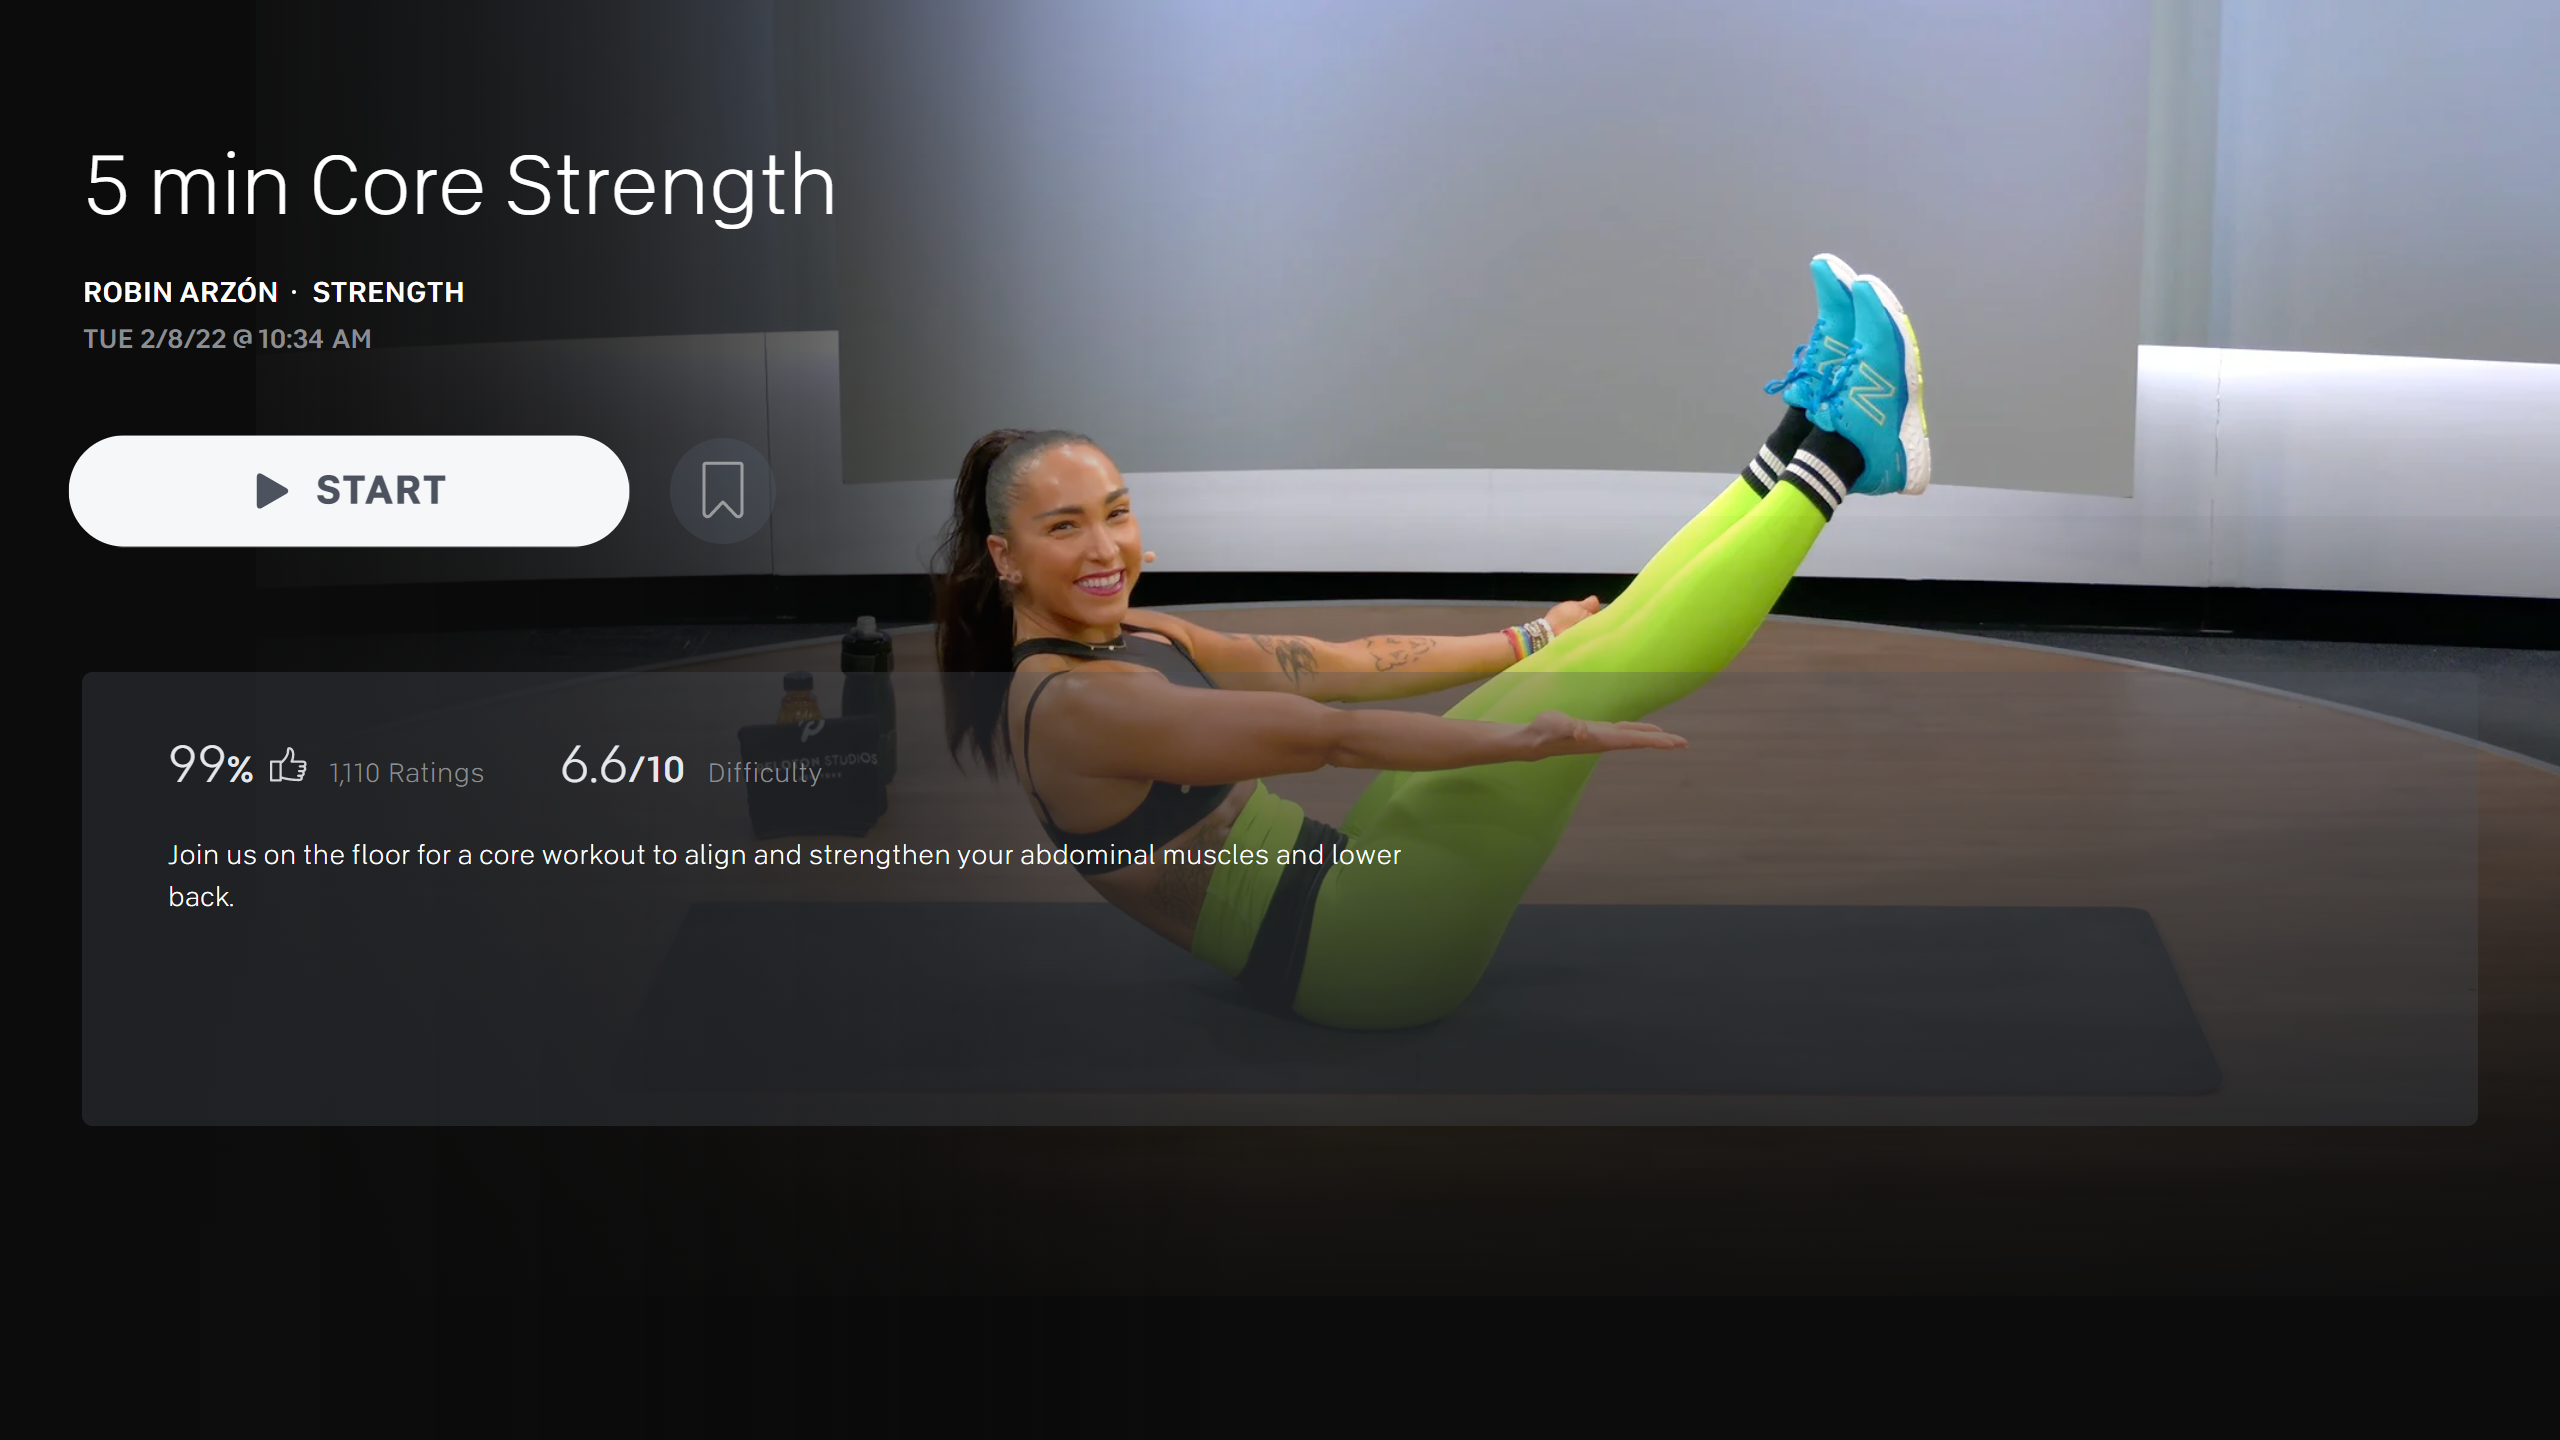 5 min Core Strength
ROBIN ARZÓN · STRENGTH
TUE 2/8/22 @ 10:34 AM
START
99% 1,110 Ratings 6.6/10 Difficulty
PELOTON STUDIOS
Join us on the floor for a core workout to align and strengthen your abdominal muscles and lower
back.
N